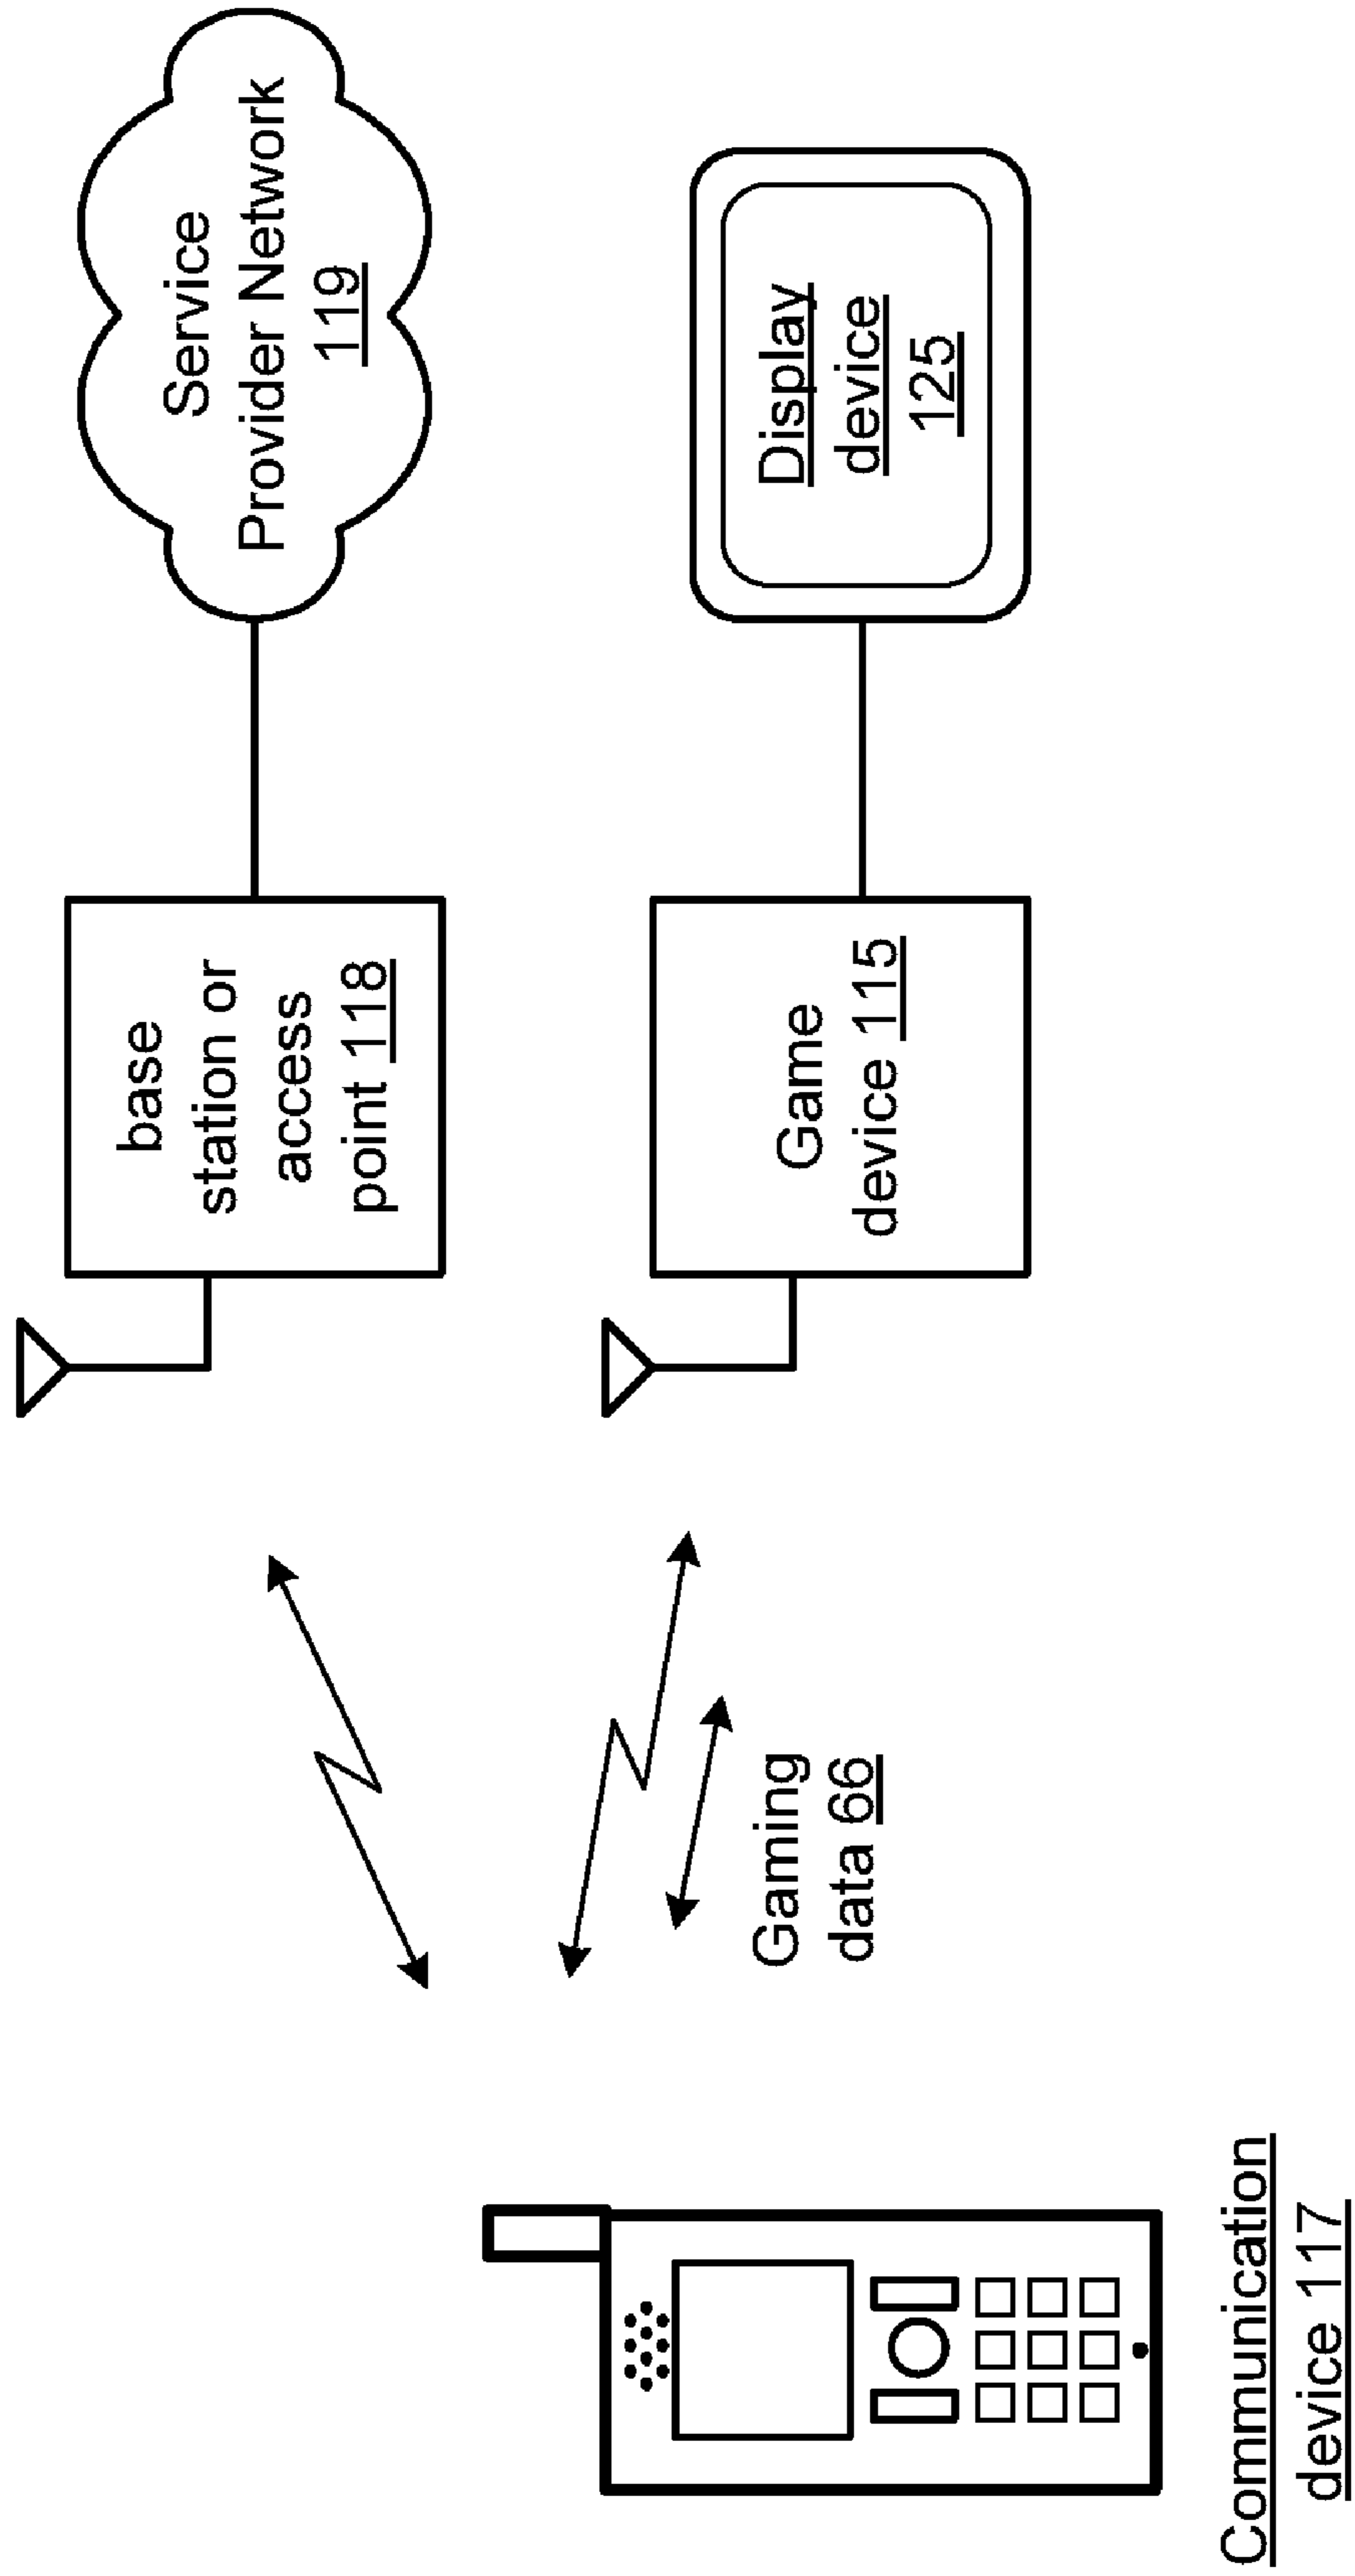 Service
Provider Network
119
base
station or
access
point 118
Display
device
125
Game
device 115
Gaming
data 66
Communication
device 117